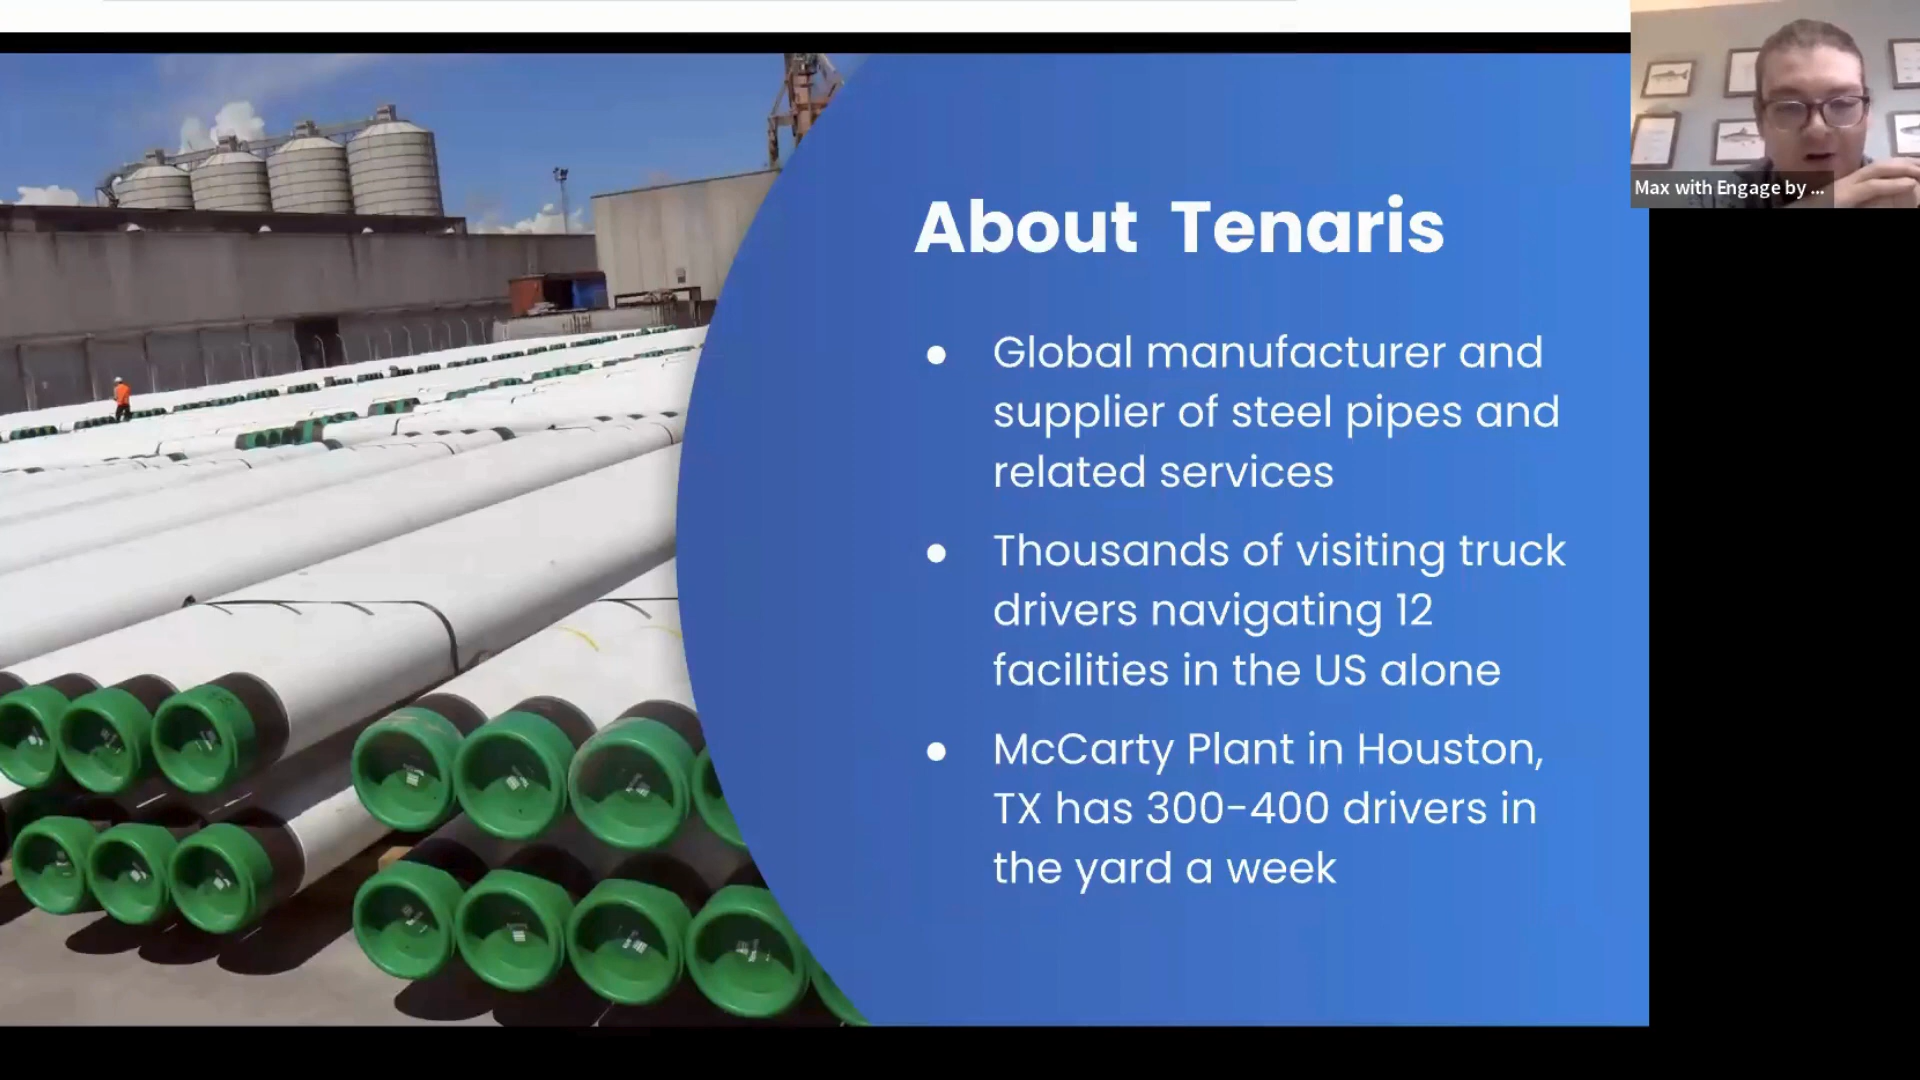 Max with Engage by ...
About Tenaris
● Global manufacturer and
supplier of steel pipes and
related services
● Thousands of visiting truck
drivers navigating 12
facilities in the US alone
● McCarty Plant in Houston,
TX has 300-400 drivers in
the yard a week